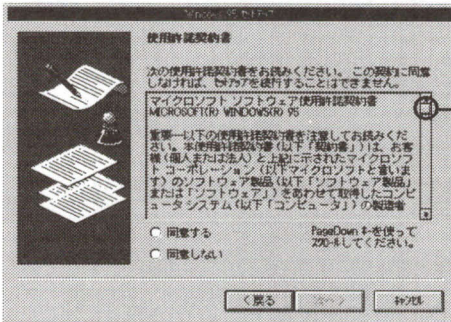 Windows 95 セットアップ
使用許諾契約書
次の使用許諾契約書をお読みください。 この契約に同意
しなければ、セットアップを続行することはできません。
マイクロソフト ソフトウェア使用許諾契約書
MICROSOFT(R) WINDOWS(R) 95
重要―以下の使用許諾契約書を注意してお読みくだ
さい。本使用許諾契約書(以下「契約書」)は、お客
様(個人または法人)と上記に示されたマイクロソフ
ト コーポレーション(以下マイクロソフトと言いま
す)のソフトウェア製品(以下「ソフトウェア製品」
または「ソフトウェア」)をあわせて取得したコンピ
ュータ システム(以下「コンピュータ」)の製造者
同意する
同意しない
PageDown キーを使って
スクロールしてください。
< 戻る
次へ >
キャンセル